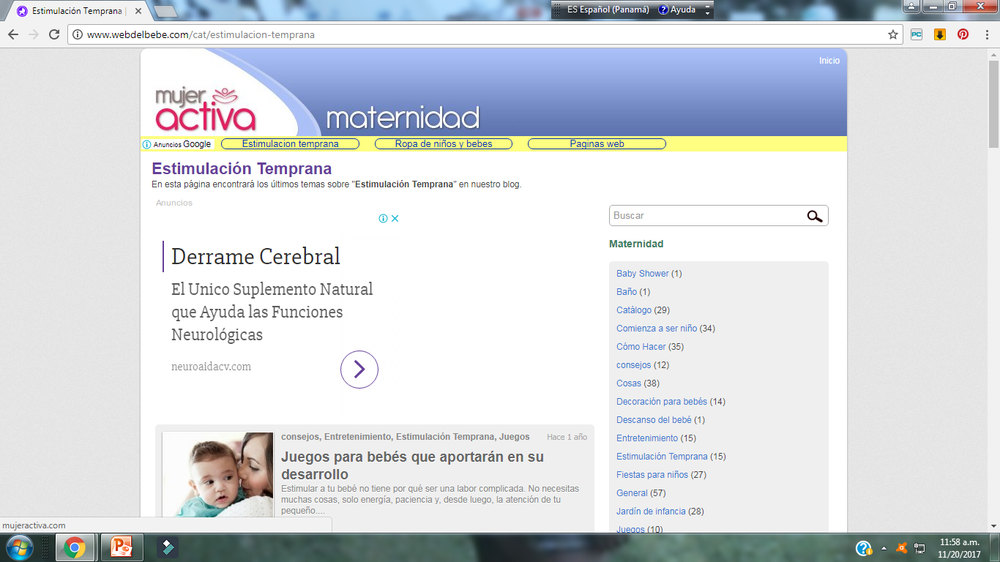 Estimulación Temprana |
ES Español (Panamá) Ayuda
www.webdelbebe.com/cat/estimulacion-temprana
PC
Inicio
mujer
activa
maternidad
Anuncios Google
Estimulacion temprana
Ropa de niños y bebes
Paginas web
Estimulación Temprana
En esta página encontrará los últimos temas sobre "Estimulación Temprana" en nuestro blog.
Anuncios
Derrame Cerebral
El Unico Suplemento Natural
que Ayuda las Funciones
Neurológicas
neuroaidacv.com
Buscar
Maternidad
Baby Shower (1)
Baño (1)
Catálogo (29)
Comienza a ser niño (34)
Cómo Hacer (35)
consejos (12)
Cosas (38)
Decoración para bebés (14)
Descanso del bebé (1)
Entretenimiento (15)
Estimulación Temprana (15)
Fiestas para niños (27)
General (57)
Jardín de infancia (28)
Juegos (10)
consejos, Entretenimiento, Estimulación Temprana, Juegos
Hace 1 año
Juegos para bebés que aportarán en su
desarrollo
Estimular a tu bebé no tiene por qué ser una labor complicada. No necesitas
muchas cosas, solo energía, paciencia y, desde luego, la atención de tu
pequeño....
mujeractiva.com
11:58 a.m.
11/20/2017